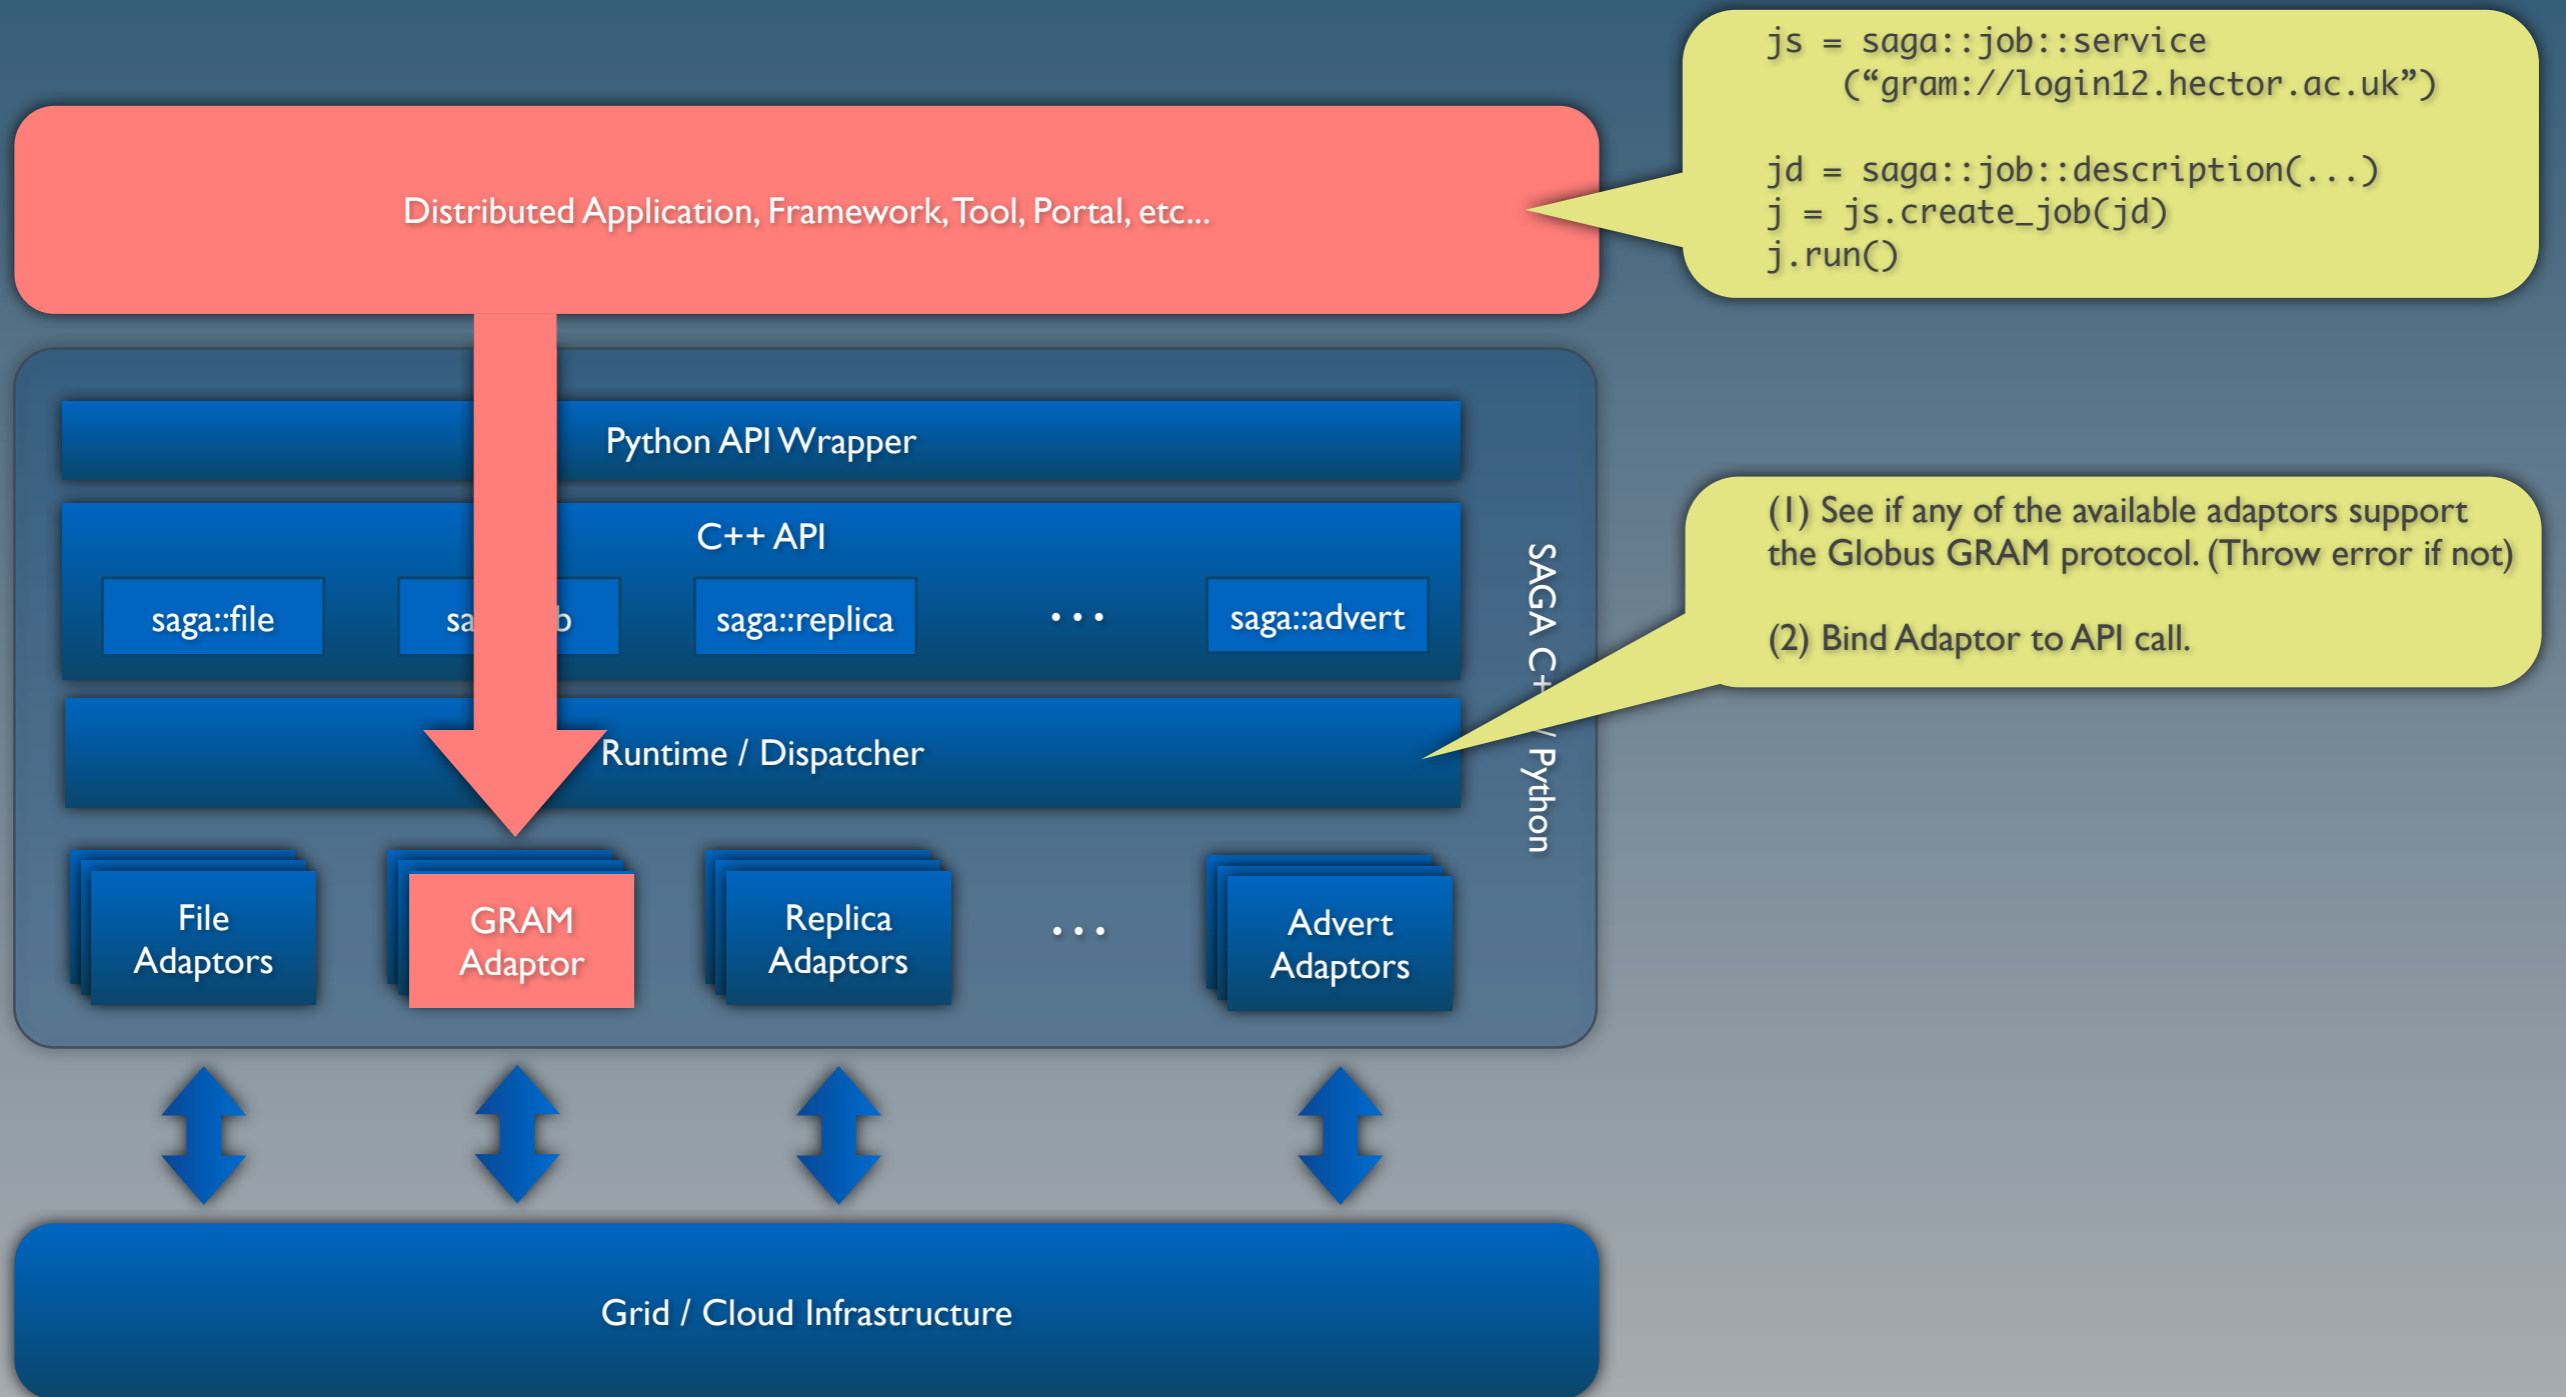 js = saga::job::service
(“gram://login12.hector.ac.uk”)
jd = saga::job::description(...)
j = js.create_job(jd)
j.run()
Distributed Application, Framework, Tool, Portal, etc...
Python API Wrapper
C++ API
saga::file
saga::replica
...
saga::advert
(1) See if any of the available adaptors support
the Globus GRAM protocol. (Throw error if not)
(2) Bind Adaptor to API call.
Runtime / Dispatcher
SAGA C++ / Python
File
Adaptors
GRAM
Adaptor
Replica
Adaptors
...
Advert
Adaptors
Grid / Cloud Infrastructure